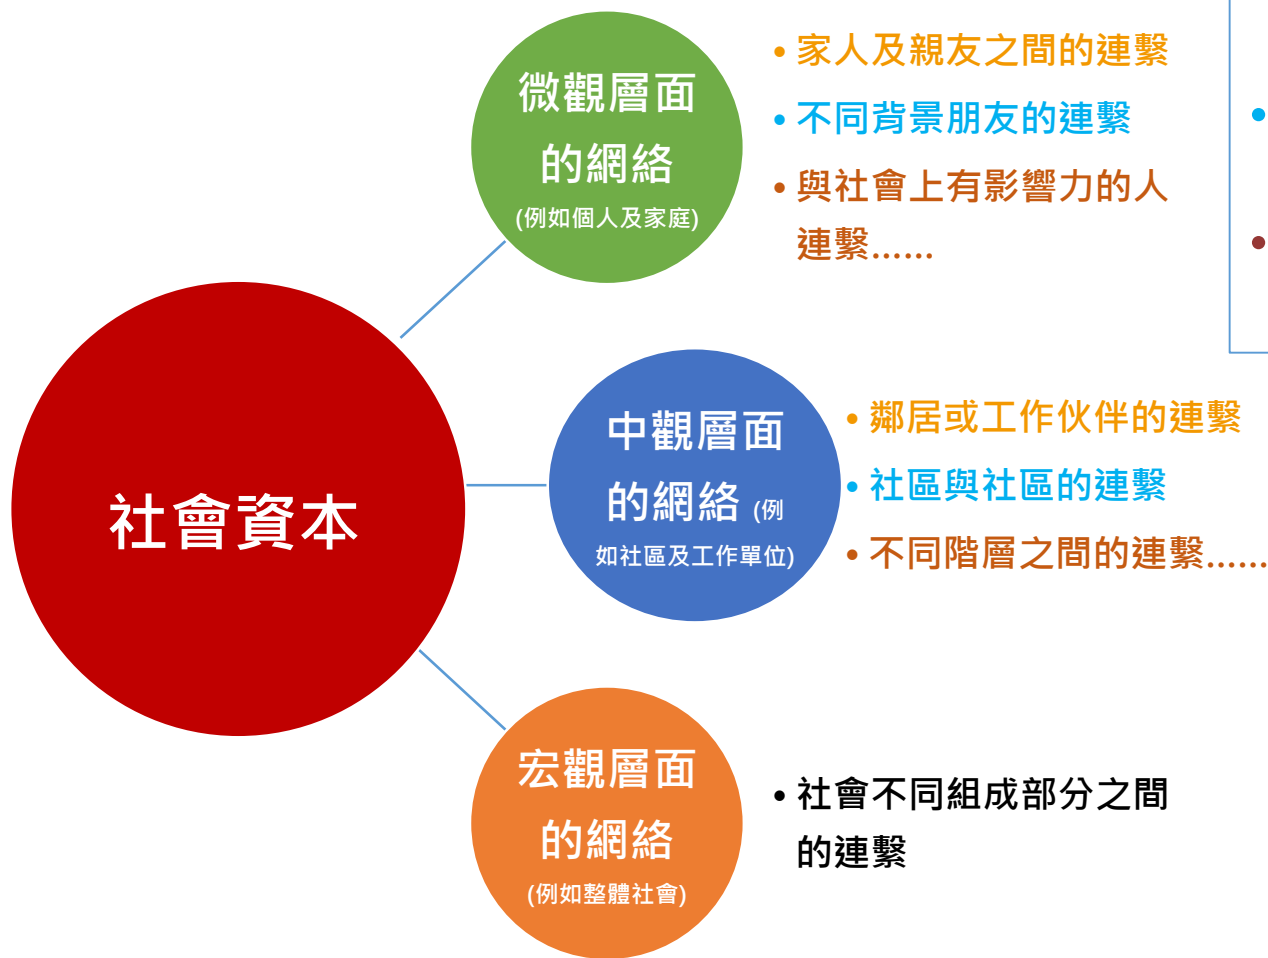 微觀層面
的網絡
(例如個人及家庭)
• 家人及親友之間的連繫
• 不同背景朋友的連繫
• 與社會上有影響力的人
連繫......
社會資本
中觀層面
的網絡 (例
如社區及工作單位)
• 鄰居或工作伙伴的連繫
• 社區與社區的連繫
• 不同階層之間的連繫......
宏觀層面
的網絡
(例如整體社會)
• 社會不同組成部分之間
的連繫